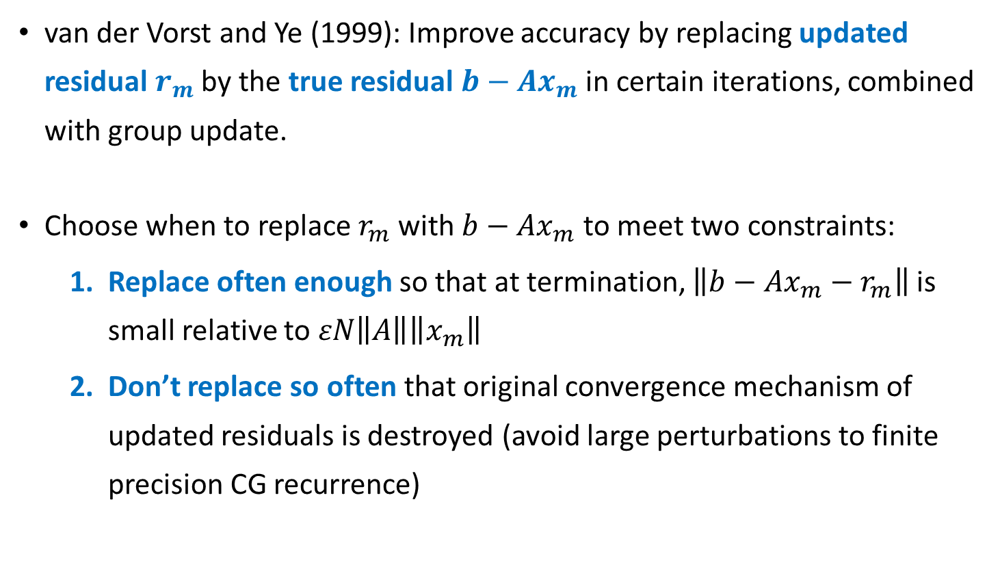 • van der Vorst and Ye (1999): Improve accuracy by replacing updated
residual r_m by the true residual b − Ax_m in certain iterations, combined
with group update.
• Choose when to replace r_m with b − Ax_m to meet two constraints:
1. Replace often enough so that at termination, ‖b − Ax_m − r_m‖ is
small relative to εN‖A‖‖x_m‖
2. Don’t replace so often that original convergence mechanism of
updated residuals is destroyed (avoid large perturbations to finite
precision CG recurrence)